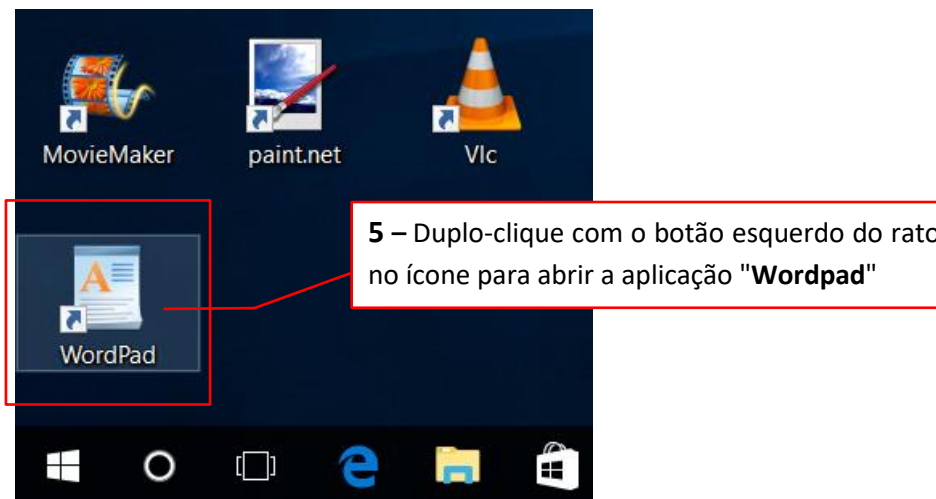 MovieMaker
paint.net
Vlc
5 – Duplo-clique com o botão esquerdo do rato
no ícone para abrir a aplicação "Wordpad"
WordPad